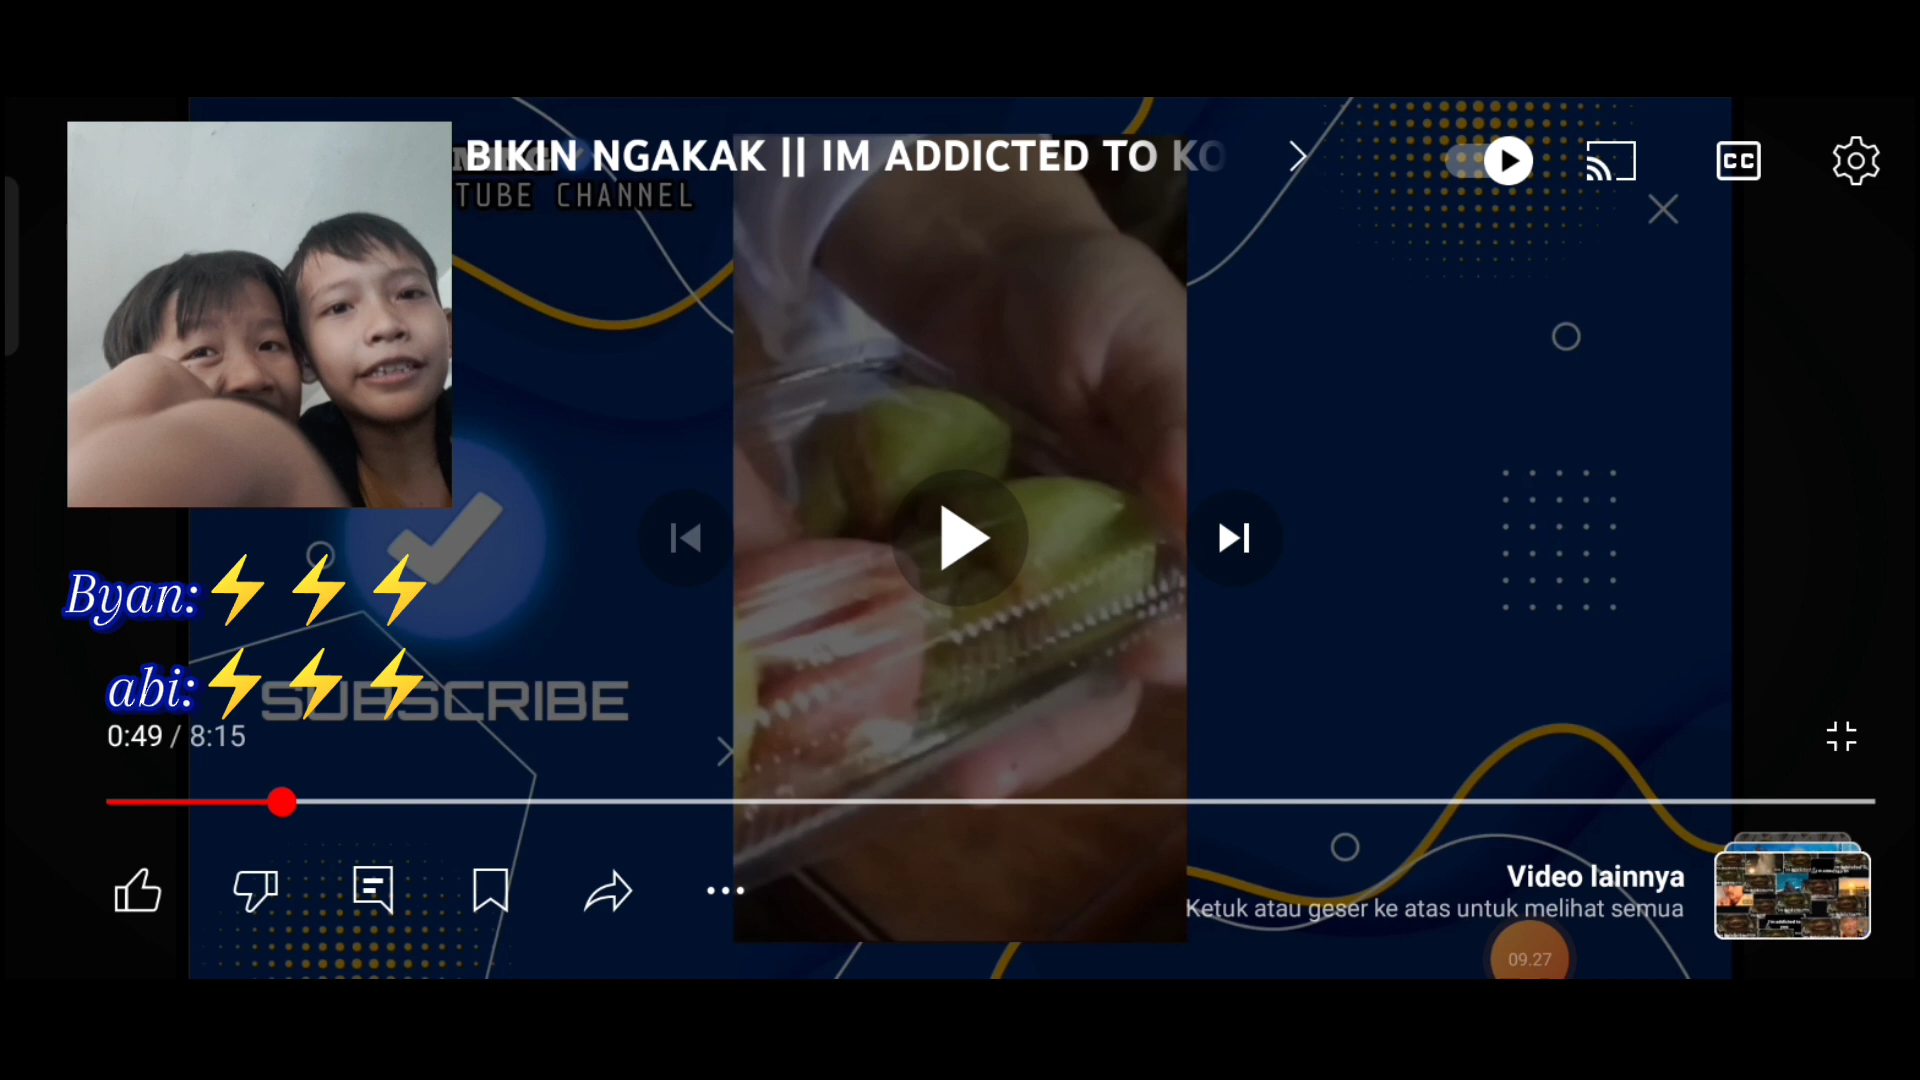 BIKIN NGAKAK || IM ADDICTED TO KO
TUBE CHANNEL
CC
Byan:⚡⚡⚡
abi:⚡⚡⚡
SUBSCRIBE
0:49 / 8:15
Video lainnya
Ketuk atau geser ke atas untuk melihat semua
09.27